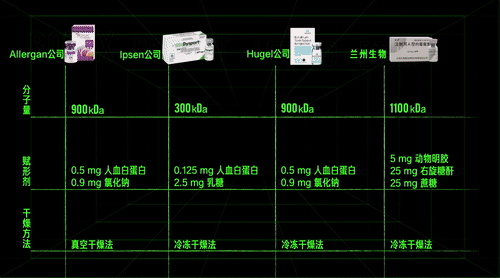 Allergan公司 Ipsen公司 Hugel公司 兰州生物
Dysport
分子量 900kDa 300kDa 900kDa 1100kDa
赋形剂
0.5 mg 人血白蛋白
0.9 mg 氯化钠
0.125 mg 人血白蛋白
2.5 mg 乳糖
0.5 mg 人血白蛋白
0.9 mg 氯化钠
5 mg 动物明胶
25 mg 右旋糖酐
25 mg 蔗糖
干燥方法 真空干燥法 冷冻干燥法 冷冻干燥法 冷冻干燥法